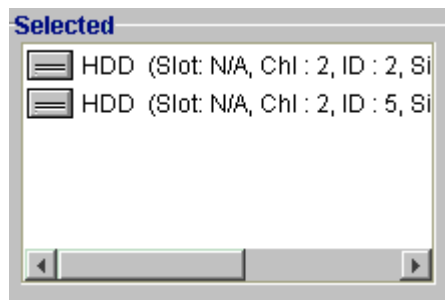 Selected
HDD (Slot: N/A, Chl : 2, ID : 2, Si
HDD (Slot: N/A, Chl : 2, ID : 5, Si